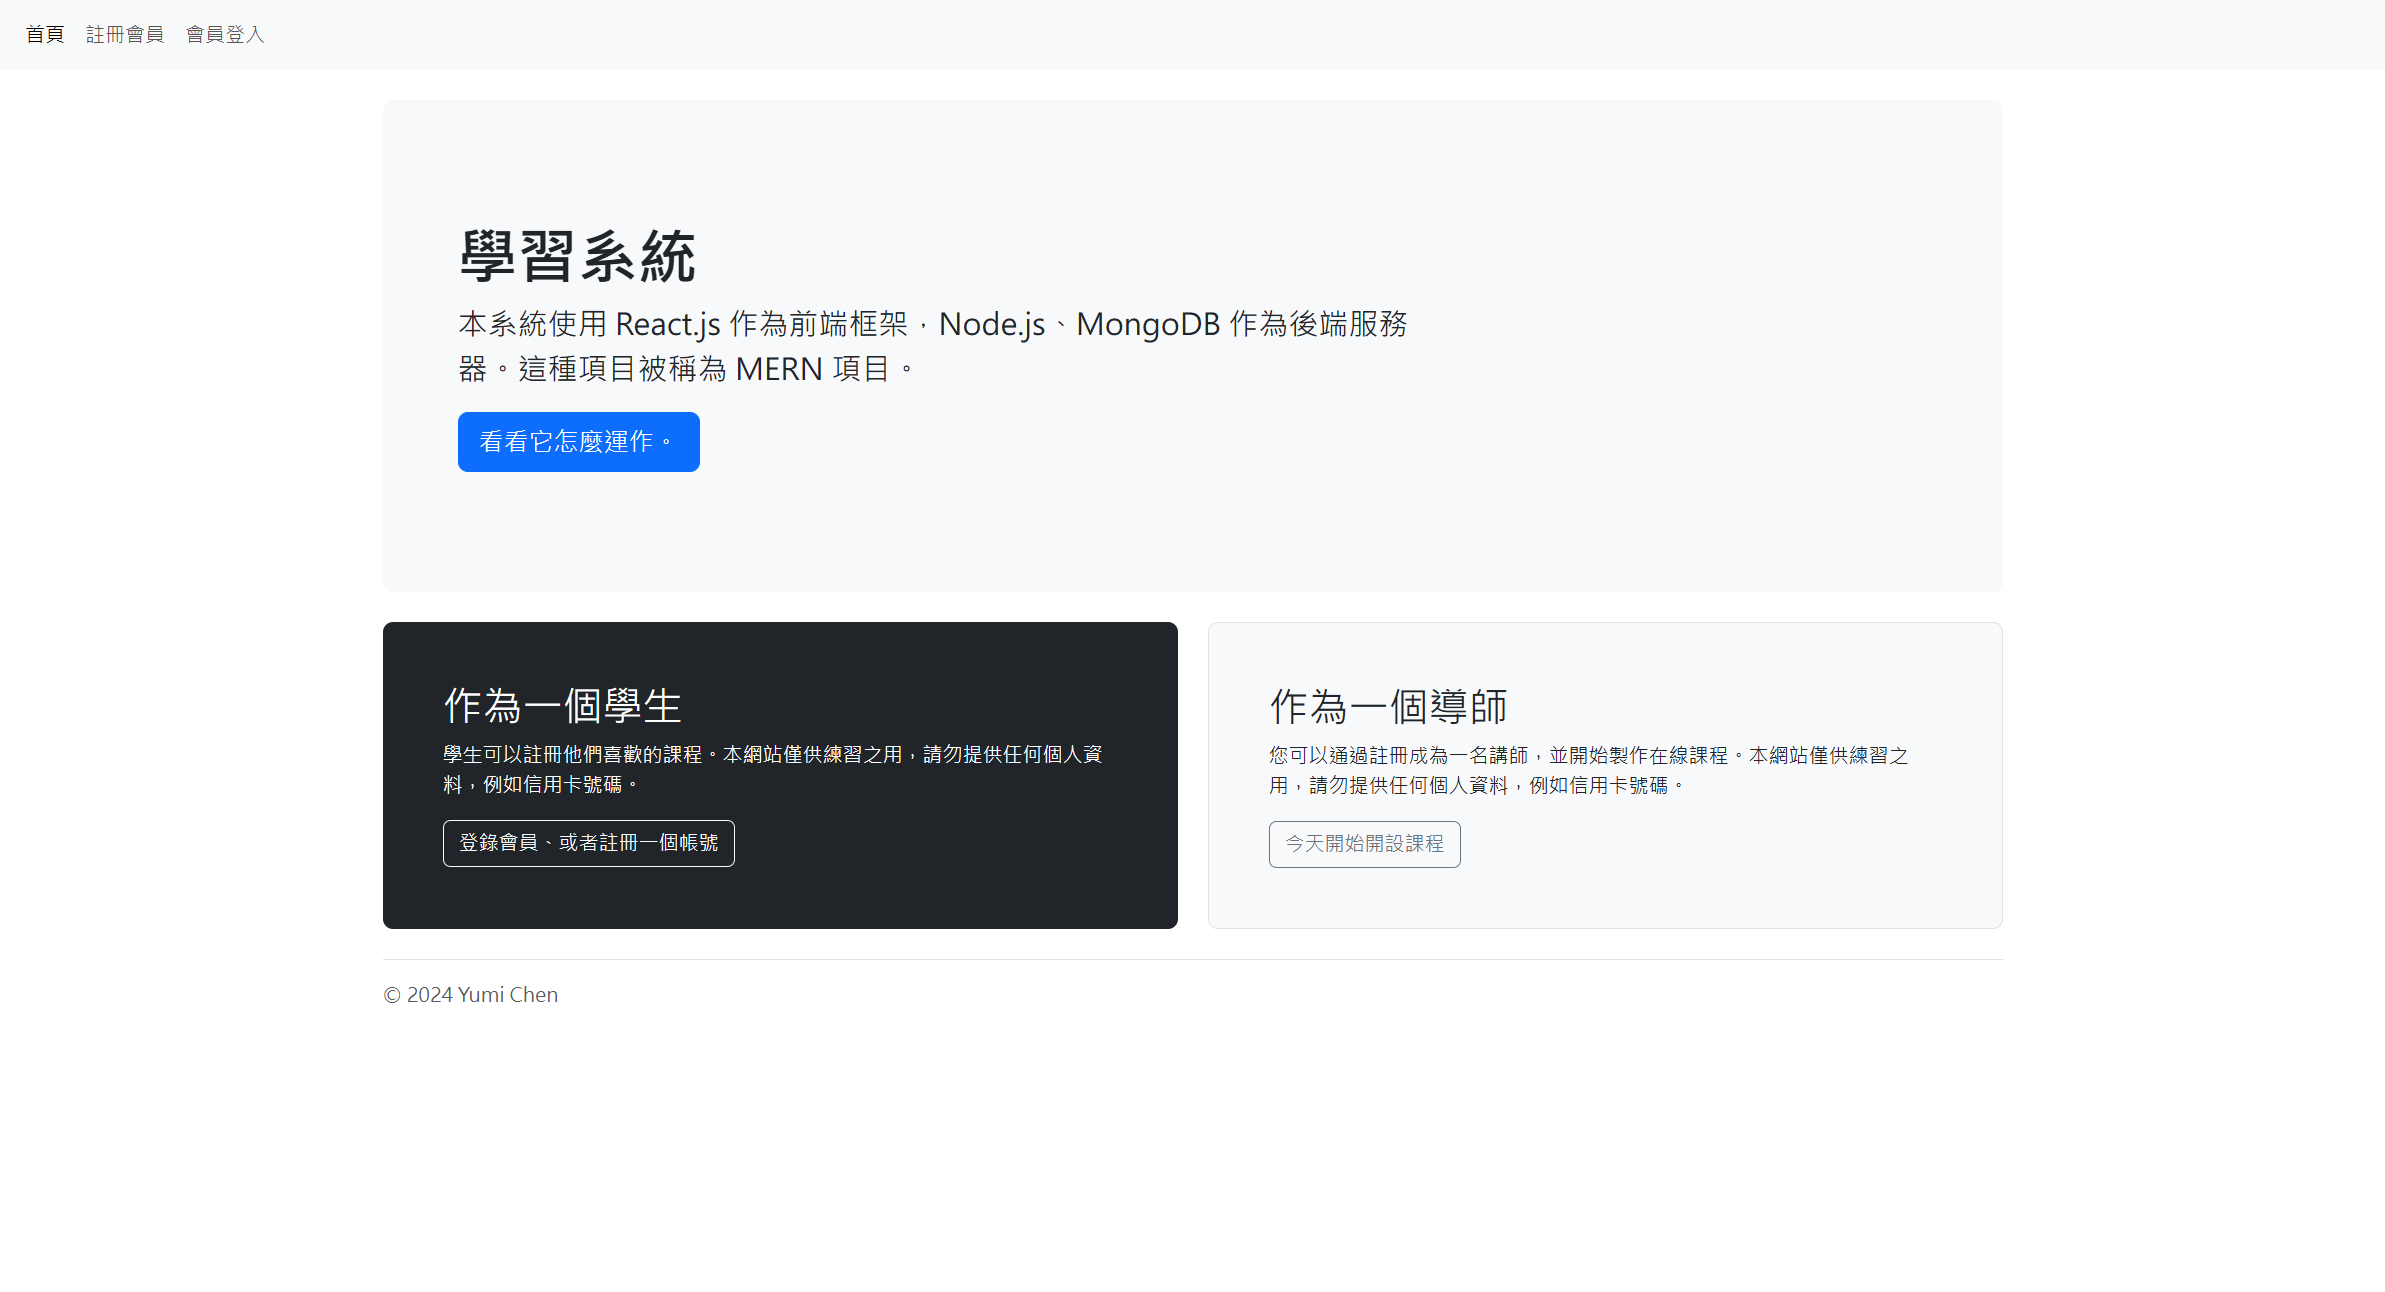 首頁 註冊會員 會員登入
學習系統
本系統使用 React.js 作為前端框架，Node.js、MongoDB 作為後端服務
器。這種項目被稱為 MERN 項目。
看看它怎麼運作。
作為一個學生
學生可以註冊他們喜歡的課程。本網站僅供練習之用，請勿提供任何個人資
料，例如信用卡號碼。
登錄會員、或者註冊一個帳號
作為一個導師
您可以通過註冊成為一名講師，並開始製作在線課程。本網站僅供練習之
用，請勿提供任何個人資料，例如信用卡號碼。
今天開始開設課程
© 2024 Yumi Chen